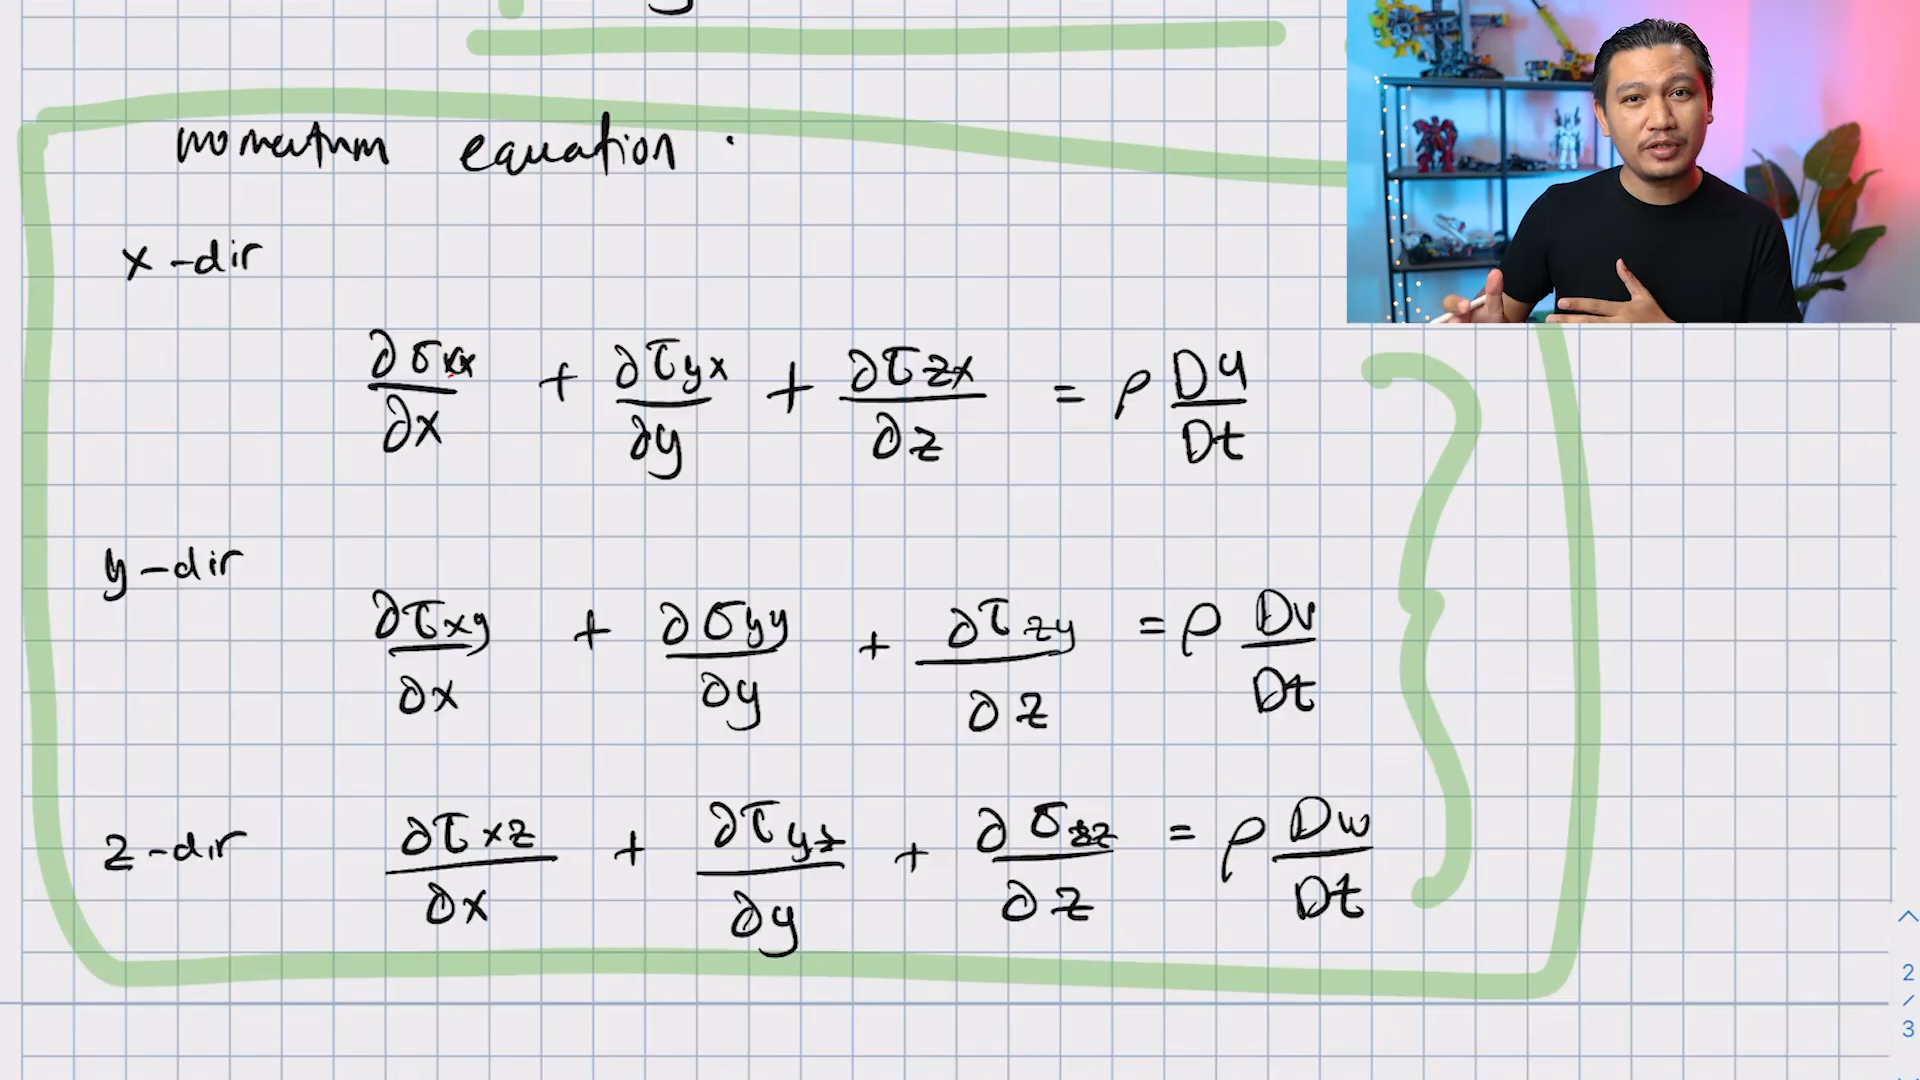 momentum equation :
x-dir
∂σxx/∂x + ∂τyx/∂y + ∂τzx/∂z = ρ Du/Dt
y-dir
∂τxy/∂x + ∂σyy/∂y + ∂τzy/∂z = ρ Dv/Dt
z-dir
∂τxz/∂x + ∂τyz/∂y + ∂σzz/∂z = ρ Dw/Dt
2
/
3